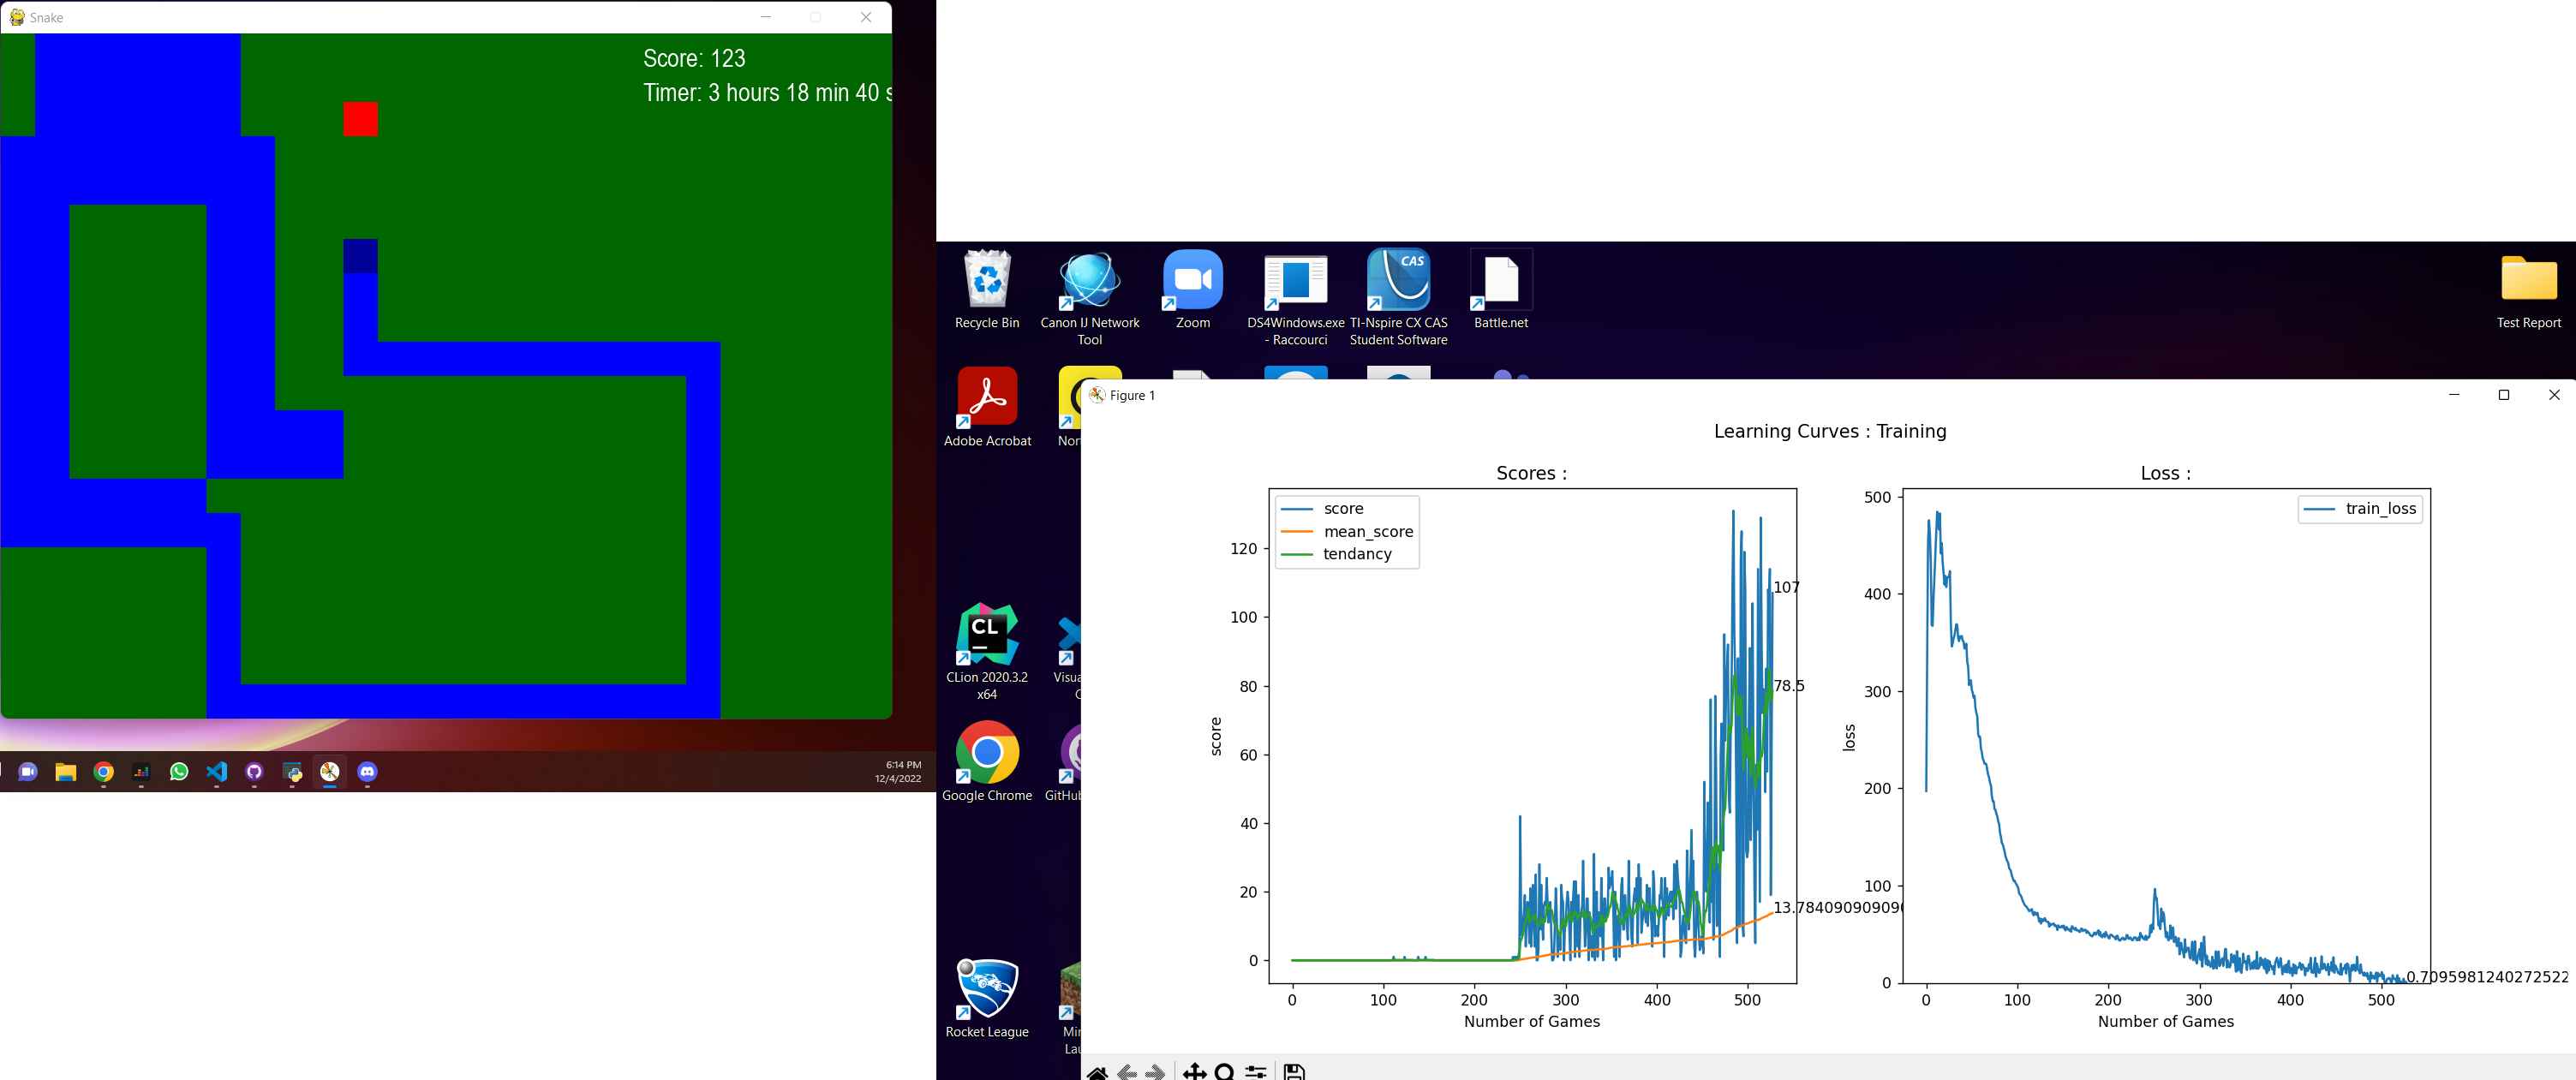 Snake
Score: 123
Timer: 3 hours 18 min 40 s
6:14 PM
12/4/2022
Recycle Bin
Canon IJ Network
Tool
Zoom
DS4Windows.exe
- Raccourci
CAS
TI-Nspire CX CAS
Student Software
Battle.net
Test Report
Adobe Acrobat
Nor
CL
CLion 2020.3.2
x64
Visua
C
Google Chrome
GitHub
Rocket League
Min
Lau
Figure 1
Learning Curves : Training
Scores :
score
mean_score
tendancy
120
100
80
60
40
20
0
score
107
78.5
13.784090909090
0 100 200 300 400 500
Number of Games
Loss :
train_loss
500
400
300
200
100
0
loss
0.7095981240272522
0 100 200 300 400 500
Number of Games